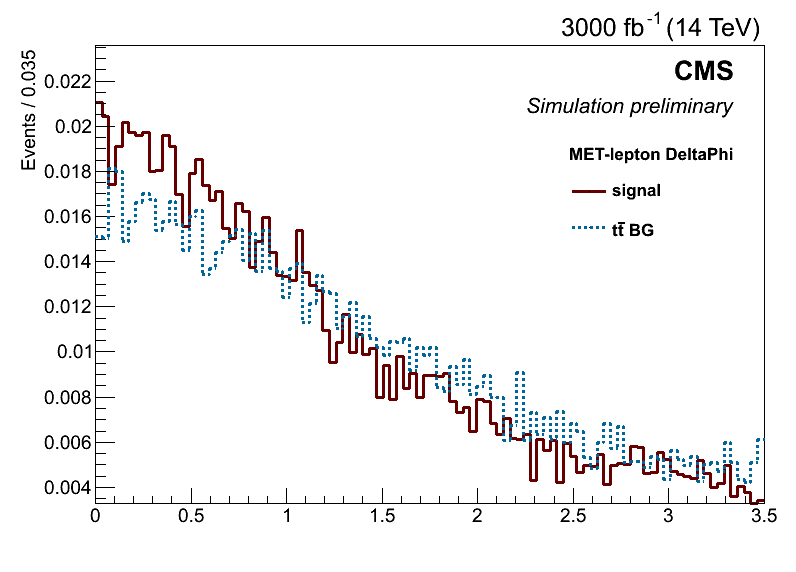 3000 fb⁻¹ (14 TeV)
Events / 0.035
CMS
Simulation preliminary
MET-lepton DeltaPhi
signal
tt̄ BG
0.022
0.02
0.018
0.016
0.014
0.012
0.01
0.008
0.006
0.004
0 0.5 1 1.5 2 2.5 3 3.5